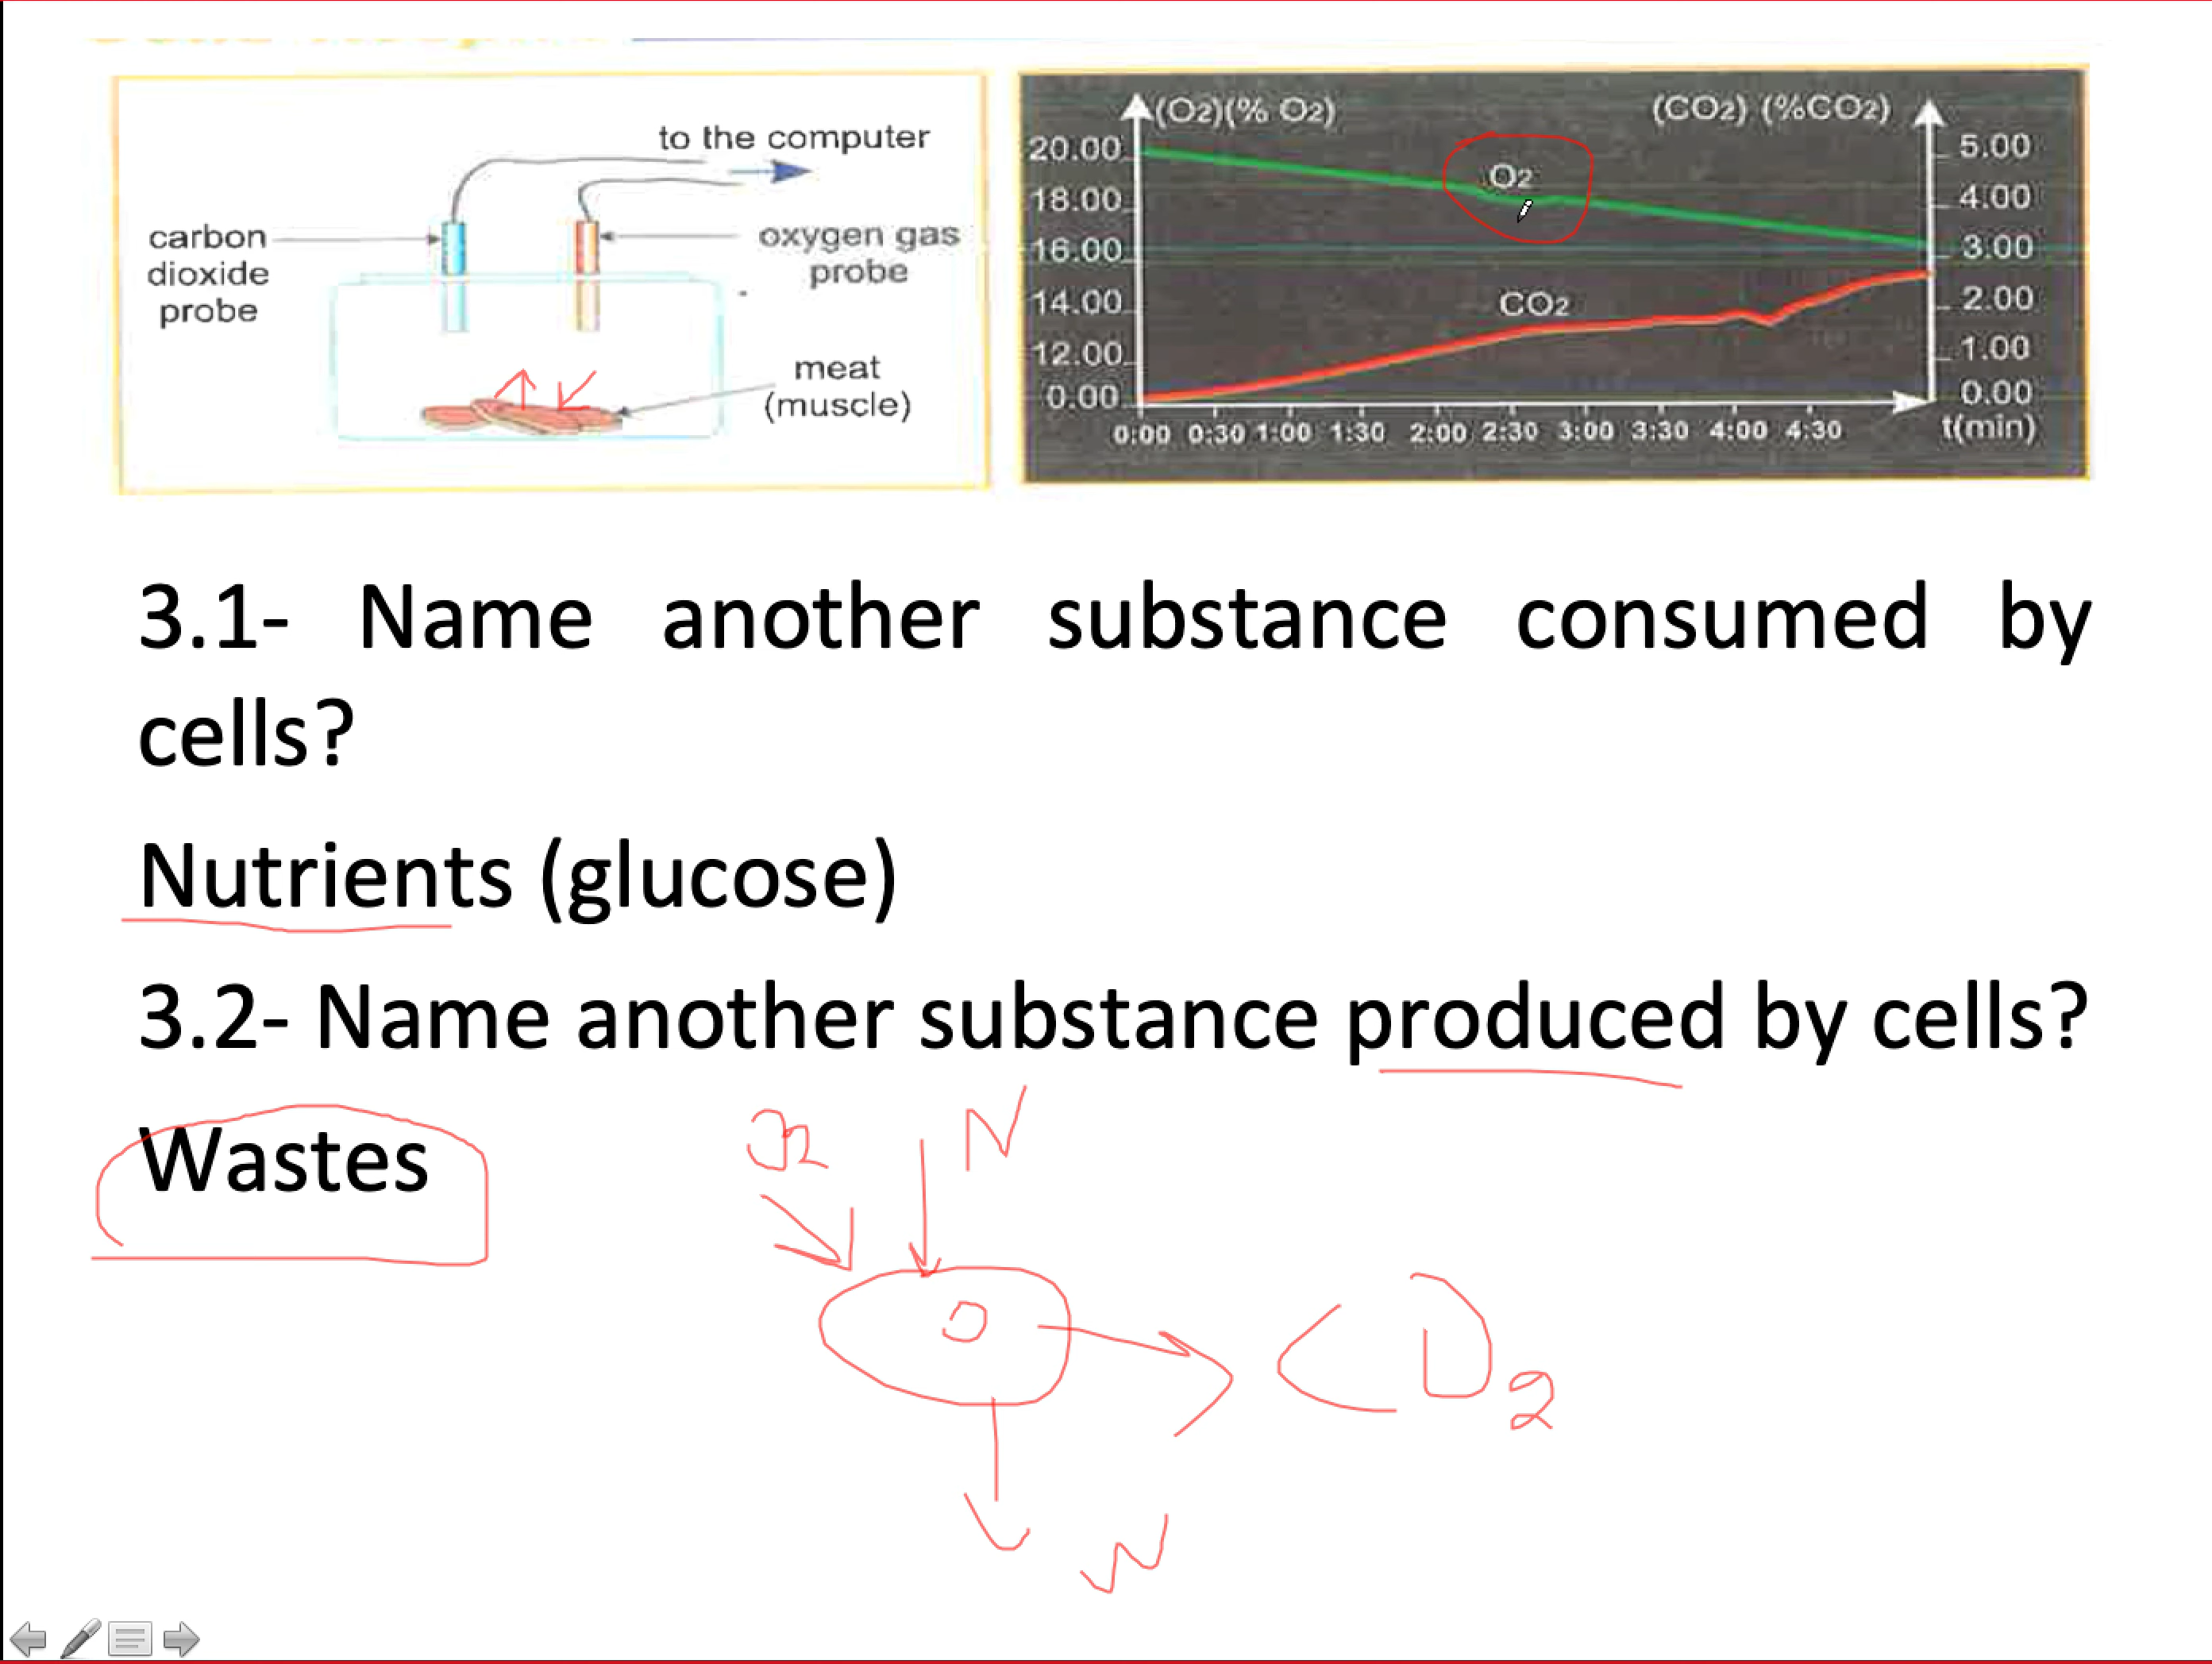 to the computer
carbon
dioxide
probe
oxygen gas
probe
meat
(muscle)
(O2)(% O2)
(CO2) (%CO2)
20.00
18.00
16.00
14.00
12.00
0.00
5.00
4.00
3.00
2.00
1.00
0.00
O2
CO2
0:00 0:30 1:00 1:30 2:00 2:30 3:00 3:30 4:00 4:30
t(min)
3.1- Name another substance consumed by
cells?
Nutrients (glucose)
3.2- Name another substance produced by cells?
Wastes
O2
N
CO2
W